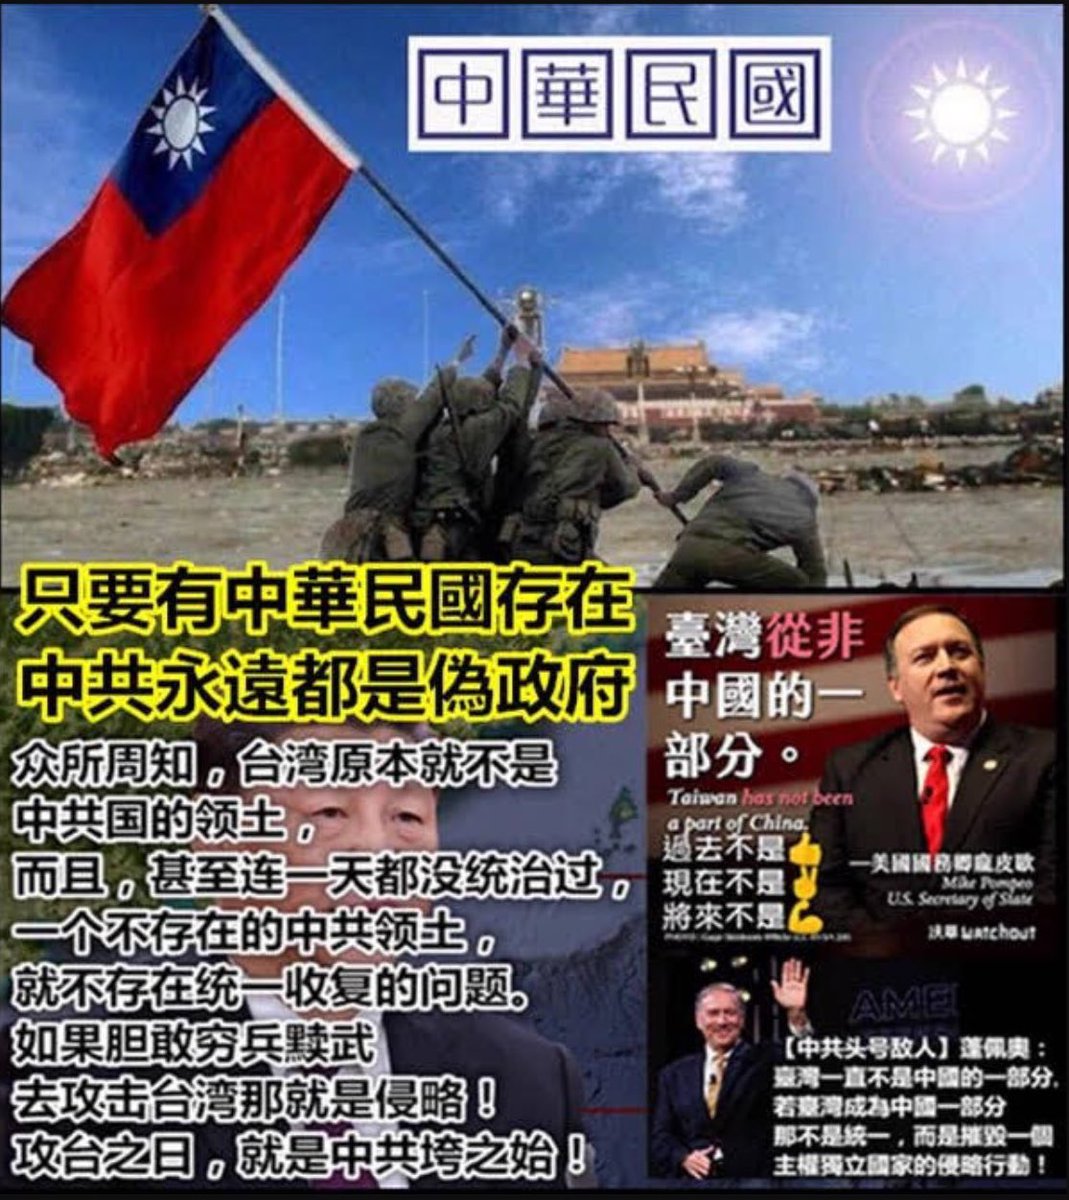 中華民國
只要有中華民國存在
中共永遠都是偽政府
众所周知，台湾原本就不是
中共国的领土，
而且，甚至连一天都没统治过，
一个不存在的中共领土，
就不存在统一收复的问题。
如果胆敢穷兵黩武
去攻击台湾那就是侵略！
攻台之日，就是中共垮之始！
臺灣從非
中國的一
部分。
Taiwan has not been
a part of China.
過去不是
現在不是
將來不是
—美國國務卿龐皮歐
Mike Pompeo
U.S. Secretary of State
沃草 watchout
AME
【中共头号敌人】蓬佩奥：
臺灣一直不是中國的一部分,
若臺灣成為中國一部分
那不是統一，而是摧毀一個
主權獨立國家的侵略行動！